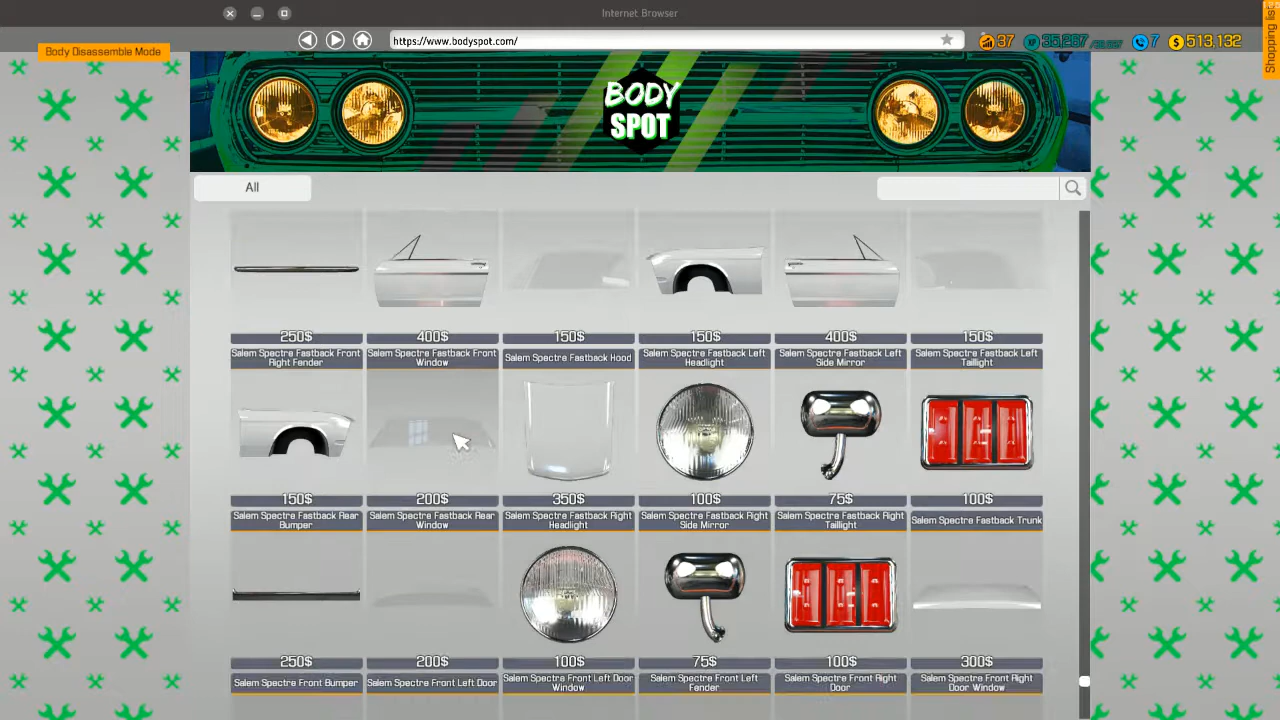 Internet Browser
Body Disassemble Mode
https://www.bodyspot.com/
37
7
513,132
Shopping list
BODY
SPOT
All
250$
400$
150$
150$
400$
150$
Salem Spectre Fastback Front
Right Fender
Salem Spectre Fastback Front
Window
Salem Spectre Fastback Hood
Salem Spectre Fastback Left
Headlight
Salem Spectre Fastback Left
Side Mirror
Salem Spectre Fastback Left
Taillight
150$
200$
350$
100$
75$
100$
Salem Spectre Fastback Rear
Bumper
Salem Spectre Fastback Rear
Window
Salem Spectre Fastback Right
Headlight
Salem Spectre Fastback Right
Side Mirror
Salem Spectre Fastback Right
Taillight
Salem Spectre Fastback Trunk
250$
200$
100$
75$
100$
300$
Salem Spectre Front Bumper
Salem Spectre Front Left Door
Salem Spectre Front Left Door
Window
Salem Spectre Front Left
Fender
Salem Spectre Front Right
Door
Salem Spectre Front Right
Door Window